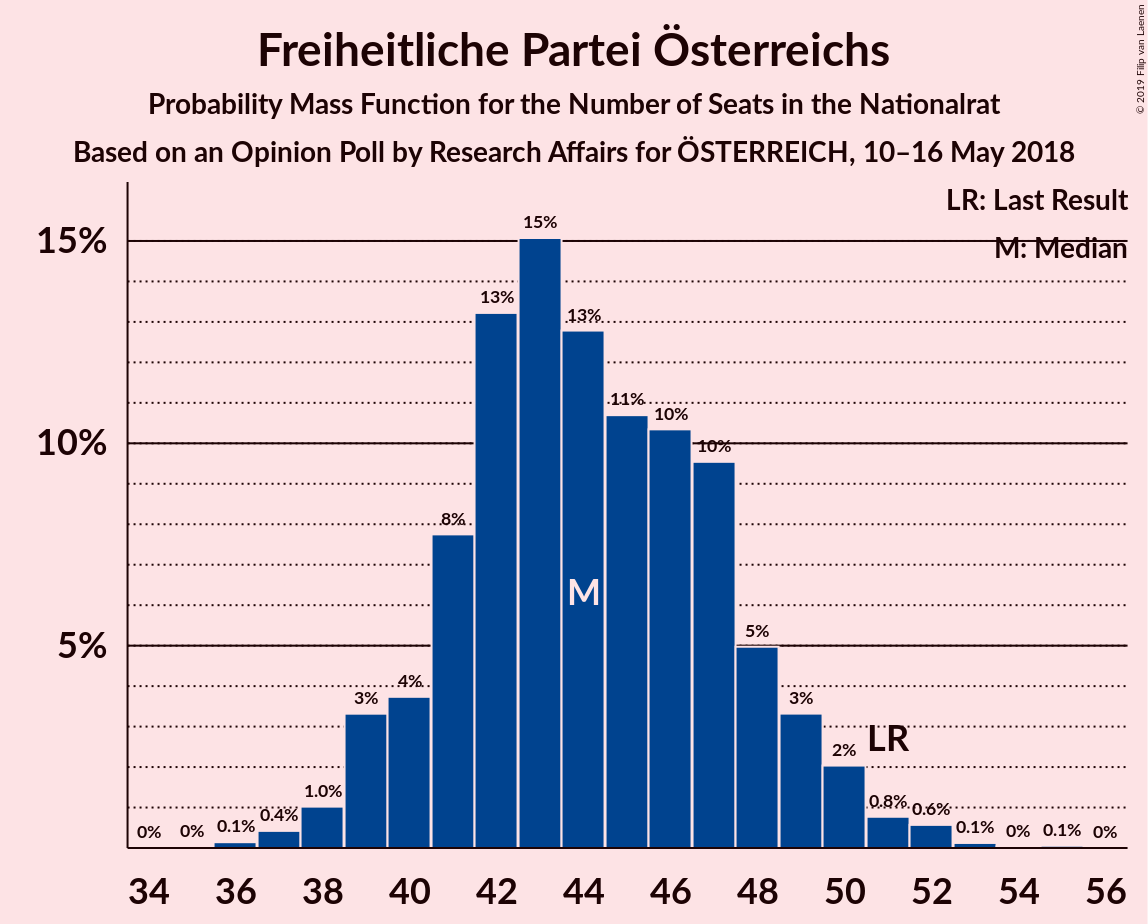 Freiheitliche Partei Österreichs
Probability Mass Function for the Number of Seats in the Nationalrat
Based on an Opinion Poll by Research Affairs for ÖSTERREICH, 10–16 May 2018
© 2019 Filip van Laenen
LR: Last Result
M: Median
15%
10%
5%
0% 0% 0.1% 0.4% 1.0% 3% 4% 8% 13% 15% 13% 11% 10% 10% 5% 3% 2% 0.8% 0.6% 0.1% 0% 0.1% 0%
M
LR
34 36 38 40 42 44 46 48 50 52 54 56